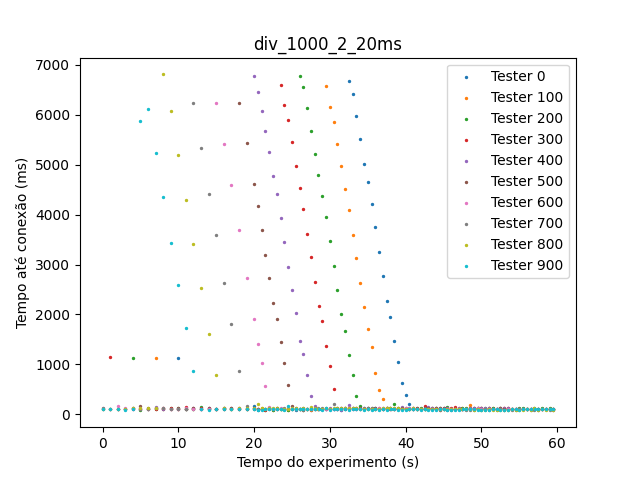 div_1000_2_20ms
Tempo até conexão (ms)
7000
6000
5000
4000
3000
2000
1000
0
Tester 0
Tester 100
Tester 200
Tester 300
Tester 400
Tester 500
Tester 600
Tester 700
Tester 800
Tester 900
0 10 20 30 40 50 60
Tempo do experimento (s)